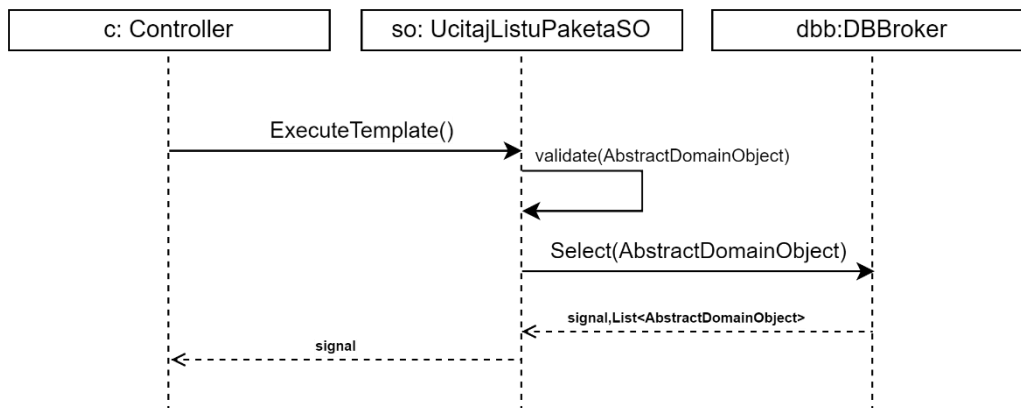 c: Controller
so: UcitajListuPaketaSO
dbb:DBBroker
ExecuteTemplate()
validate(AbstractDomainObject)
Select(AbstractDomainObject)
signal,List<AbstractDomainObject>
signal